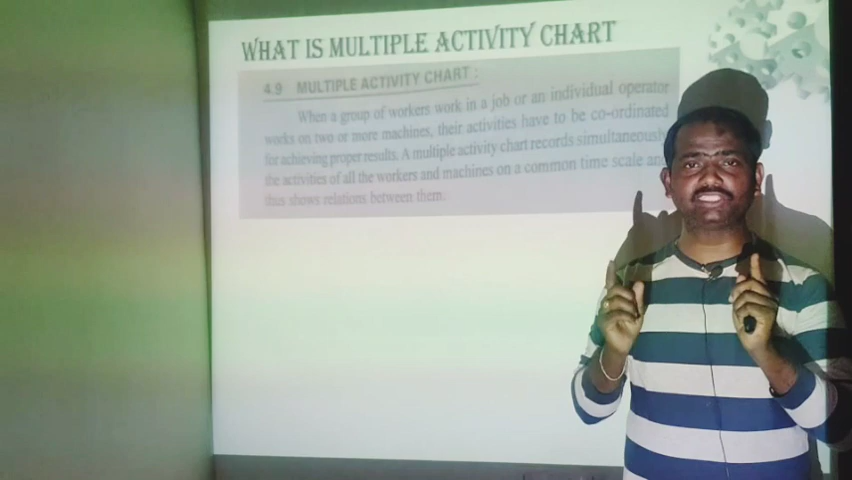 WHAT IS MULTIPLE ACTIVITY CHART
4.9 MULTIPLE ACTIVITY CHART :
When a group of workers work in a job or an individual operator
works on two or more machines, their activities have to be co-ordinated
for achieving proper results. A multiple activity chart records simultaneously
the activities of all the workers and machines on a common time scale and
thus shows relations between them.